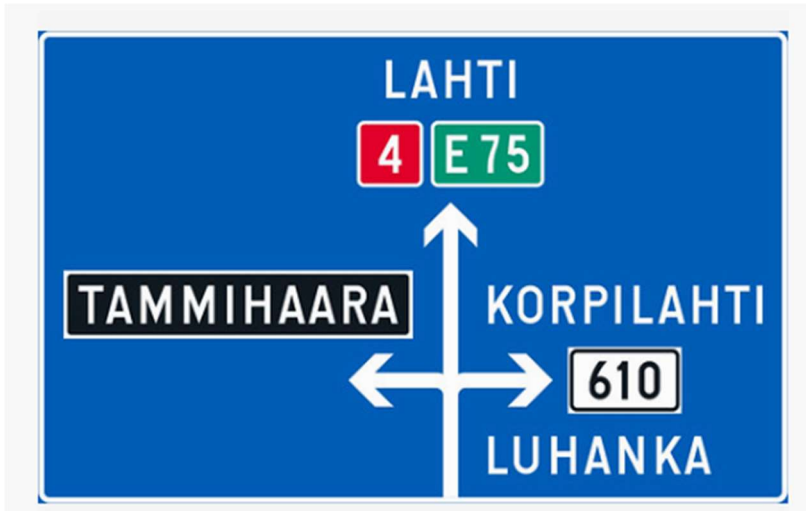 LAHTI
4 E 75
TAMMIHAARA
KORPILAHTI
610
LUHANKA